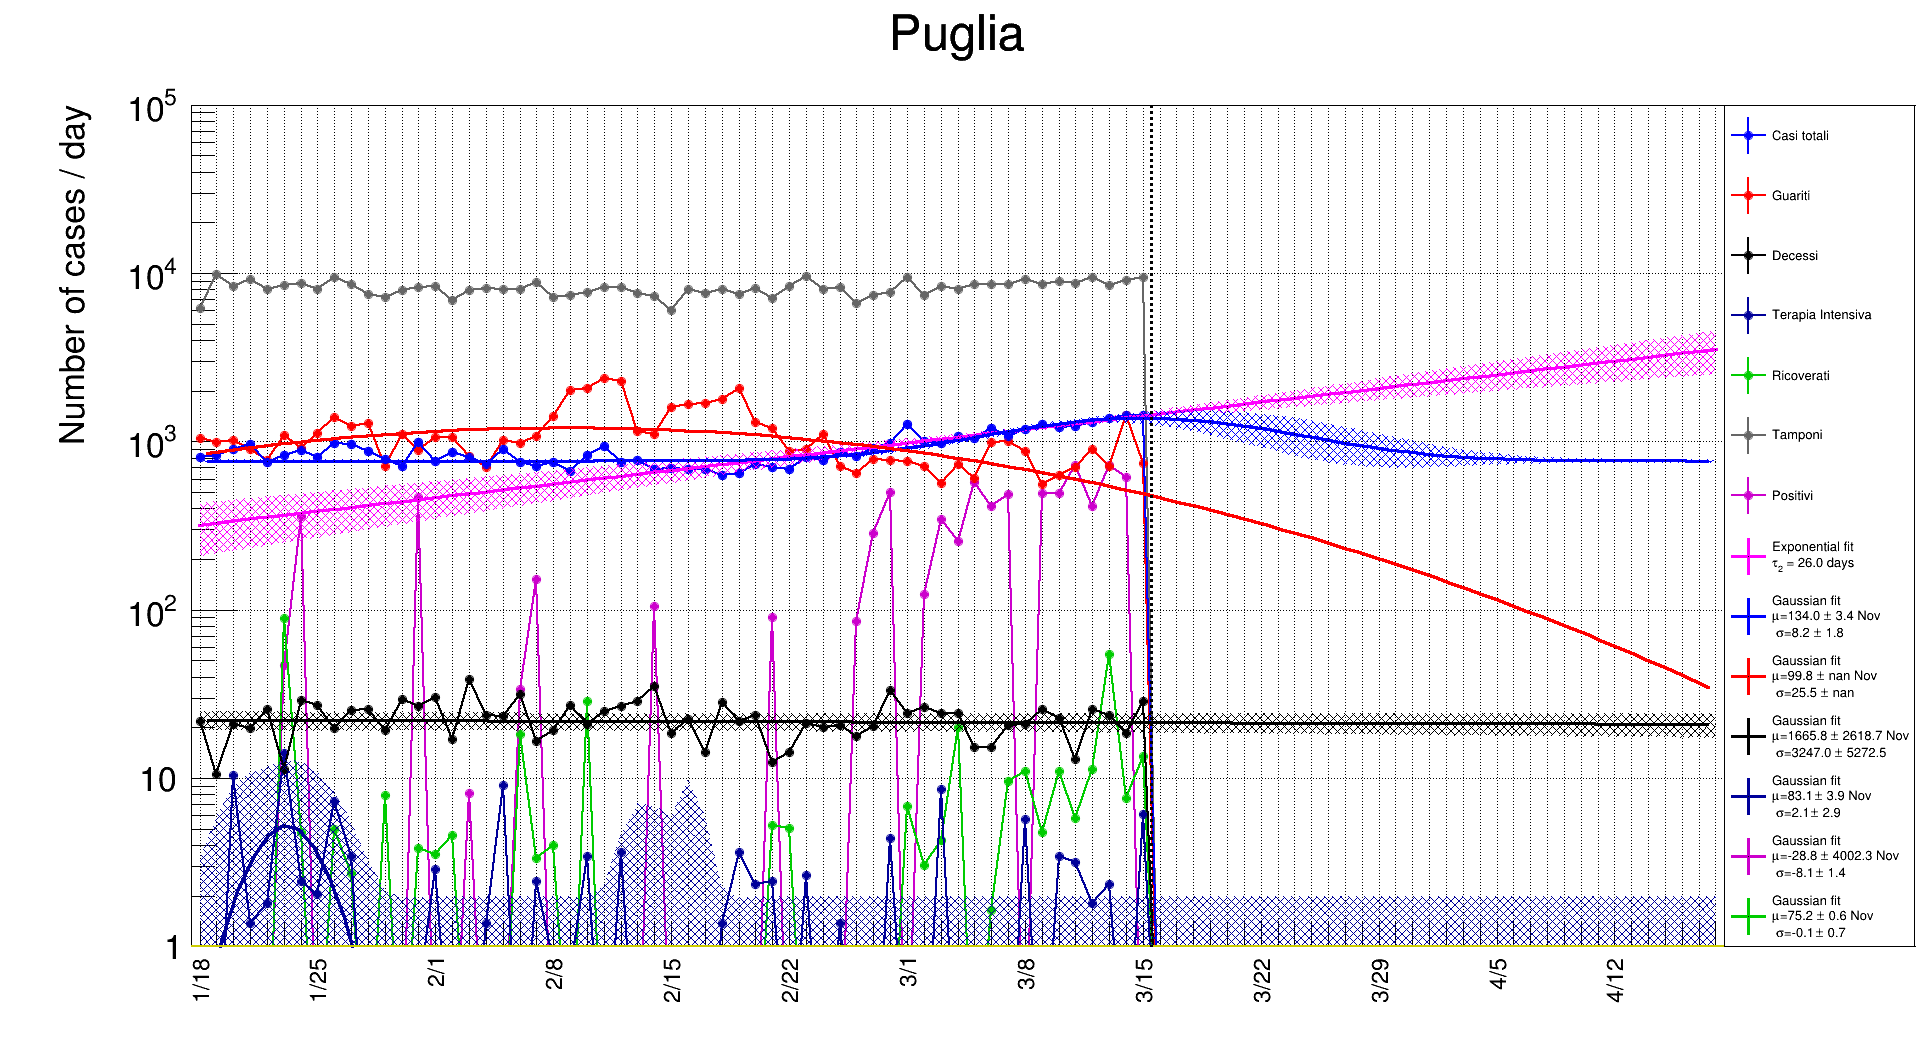 Puglia
Number of cases / day
10^5
10^4
10^3
10^2
10
1
1/18
1/25
2/1
2/8
2/15
2/22
3/1
3/8
3/15
3/22
3/29
4/5
4/12
Casi totali
Guariti
Decessi
Terapia Intensiva
Ricoverati
Tamponi
Positivi
Exponential fit
τ2 = 26.0 days
Gaussian fit
μ=134.0 ± 3.4 Nov
σ=8.2 ± 1.8
Gaussian fit
μ=99.8 ± nan Nov
σ=25.5 ± nan
Gaussian fit
μ=1665.8 ± 2618.7 Nov
σ=3247.0 ± 5272.5
Gaussian fit
μ=83.1 ± 3.9 Nov
σ=2.1 ± 2.9
Gaussian fit
μ=-28.8 ± 4002.3 Nov
σ=-8.1 ± 1.4
Gaussian fit
μ=75.2 ± 0.6 Nov
σ=-0.1 ± 0.7